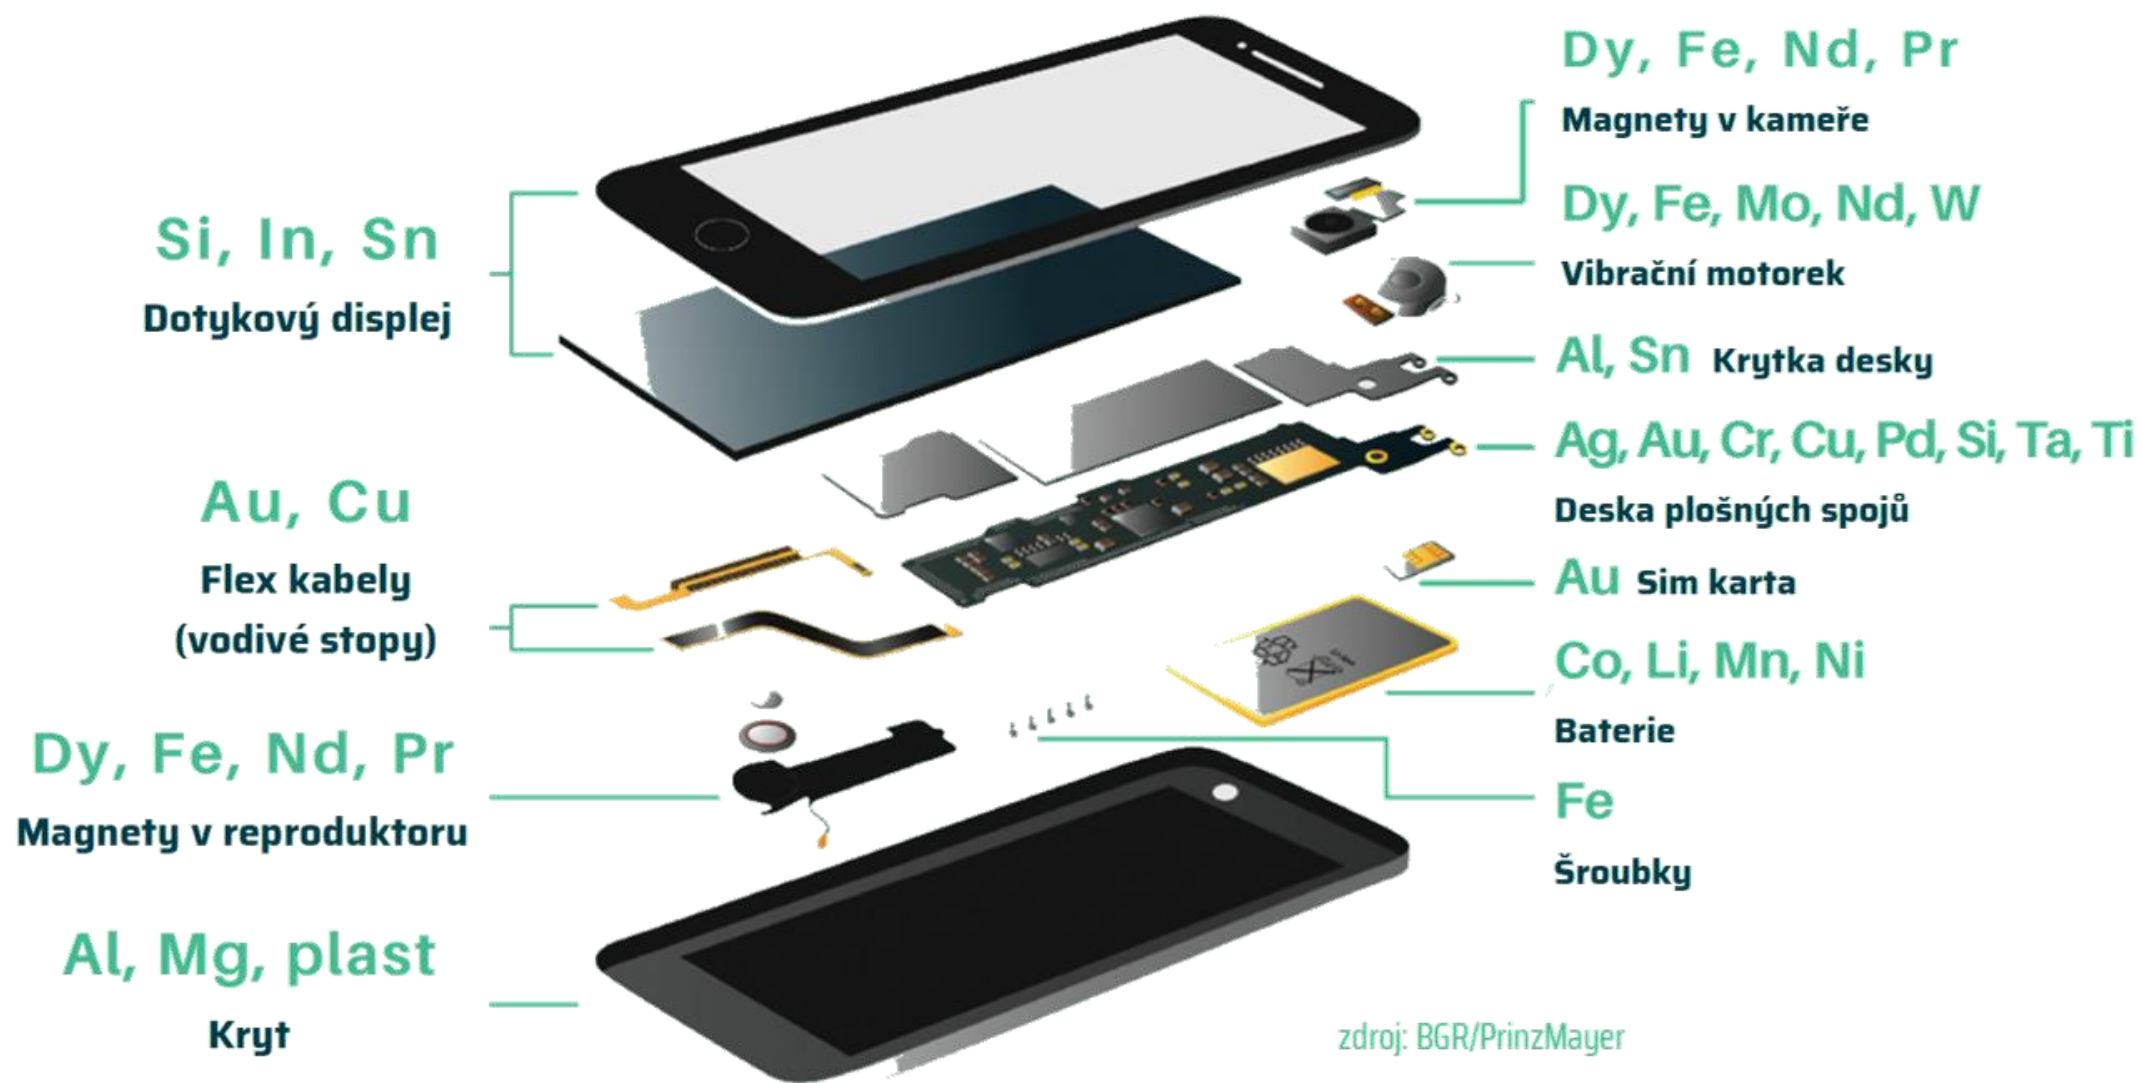 Si, In, Sn
Dotykový displej
Au, Cu
Flex kabely
(vodivé stopy)
Dy, Fe, Nd, Pr
Magnety v reproduktoru
Al, Mg, plast
Kryt
Dy, Fe, Nd, Pr
Magnety v kameře
Dy, Fe, Mo, Nd, W
Vibrační motorek
Al, Sn Krytka desky
Ag, Au, Cr, Cu, Pd, Si, Ta, Ti
Deska plošných spojů
Au Sim karta
Co, Li, Mn, Ni
Baterie
Fe
Šroubky
zdroj: BGR/PrinzMayer